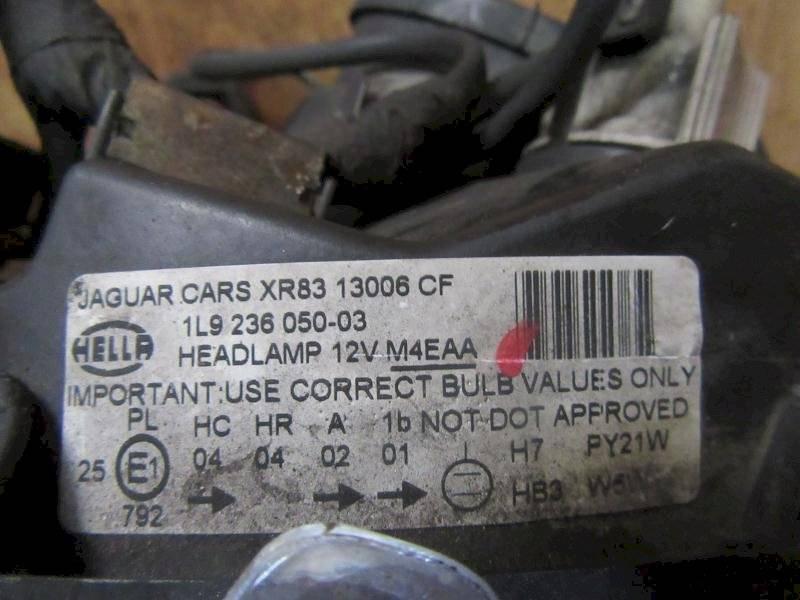 JAGUAR CARS XR83 13006 CF
1L9 236 050-03
HELLA
HEADLAMP 12V M4EAA
IMPORTANT:USE CORRECT BULB VALUES ONLY
PL HC HR A 1b NOT DOT APPROVED
25 E1 04 04 02 01 H7 PY21W
792 HB3